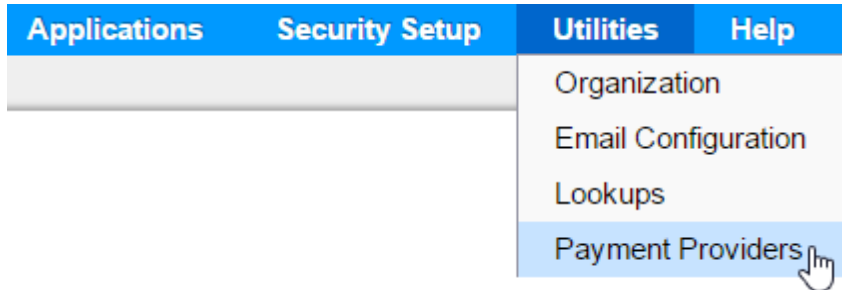 Applications Security Setup Utilities Help
Organization
Email Configuration
Lookups
Payment Providers